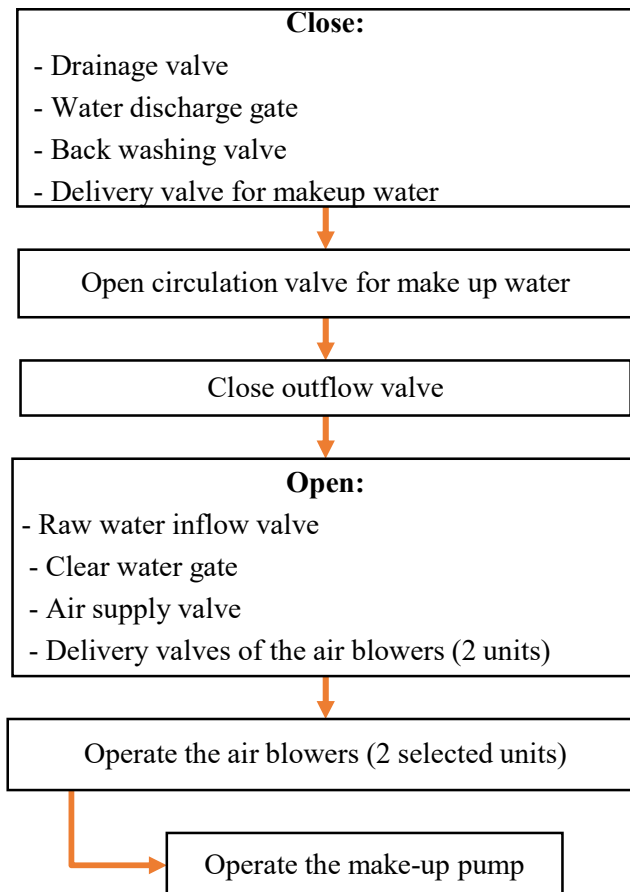 Close:
- Drainage valve
- Water discharge gate
- Back washing valve
- Delivery valve for makeup water
Open circulation valve for make up water
Close outflow valve
Open:
- Raw water inflow valve
- Clear water gate
- Air supply valve
- Delivery valves of the air blowers (2 units)
Operate the air blowers (2 selected units)
Operate the make-up pump